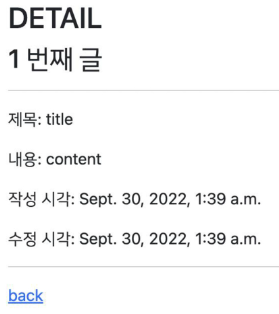 DETAIL
1 번째 글
제목: title
내용: content
작성 시각: Sept. 30, 2022, 1:39 a.m.
수정 시각: Sept. 30, 2022, 1:39 a.m.
back